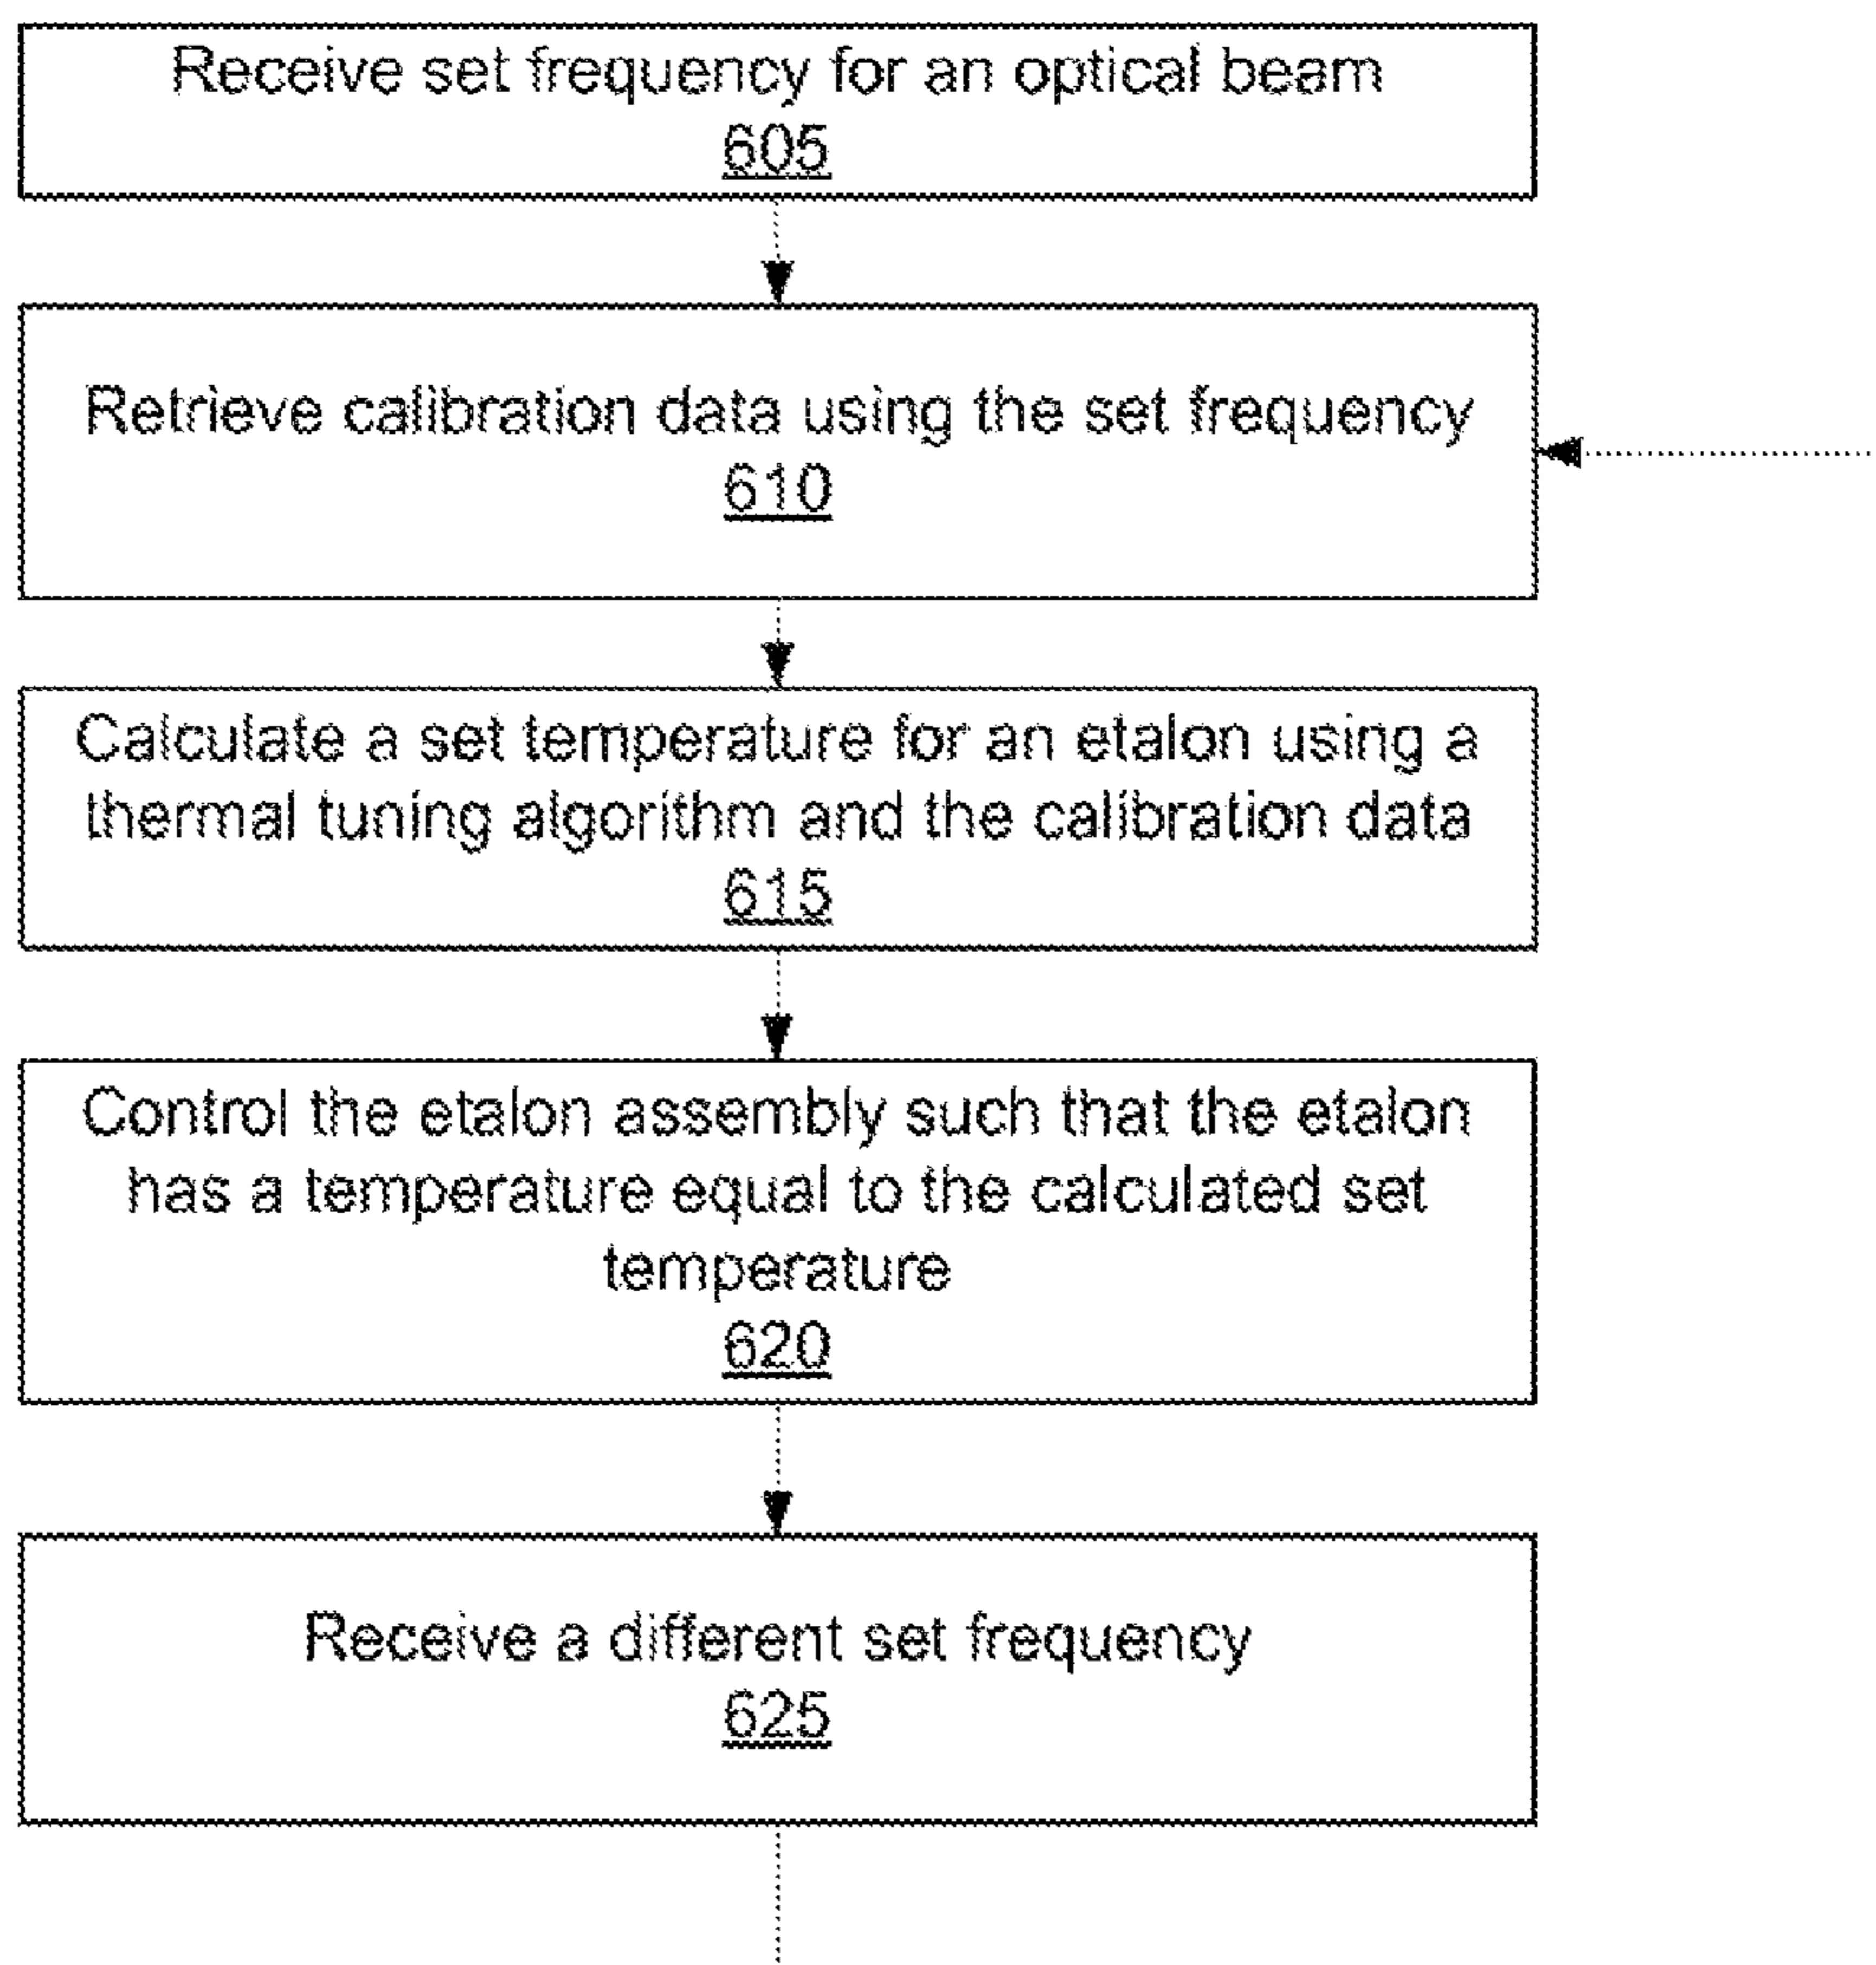 Receive set frequency for an optical beam
605
Retrieve calibration data using the set frequency
610
Calculate a set temperature for an etalon using a
thermal tuning algorithm and the calibration data
615
Control the etalon assembly such that the etalon
has a temperature equal to the calculated set
temperature
620
Receive a different set frequency
625